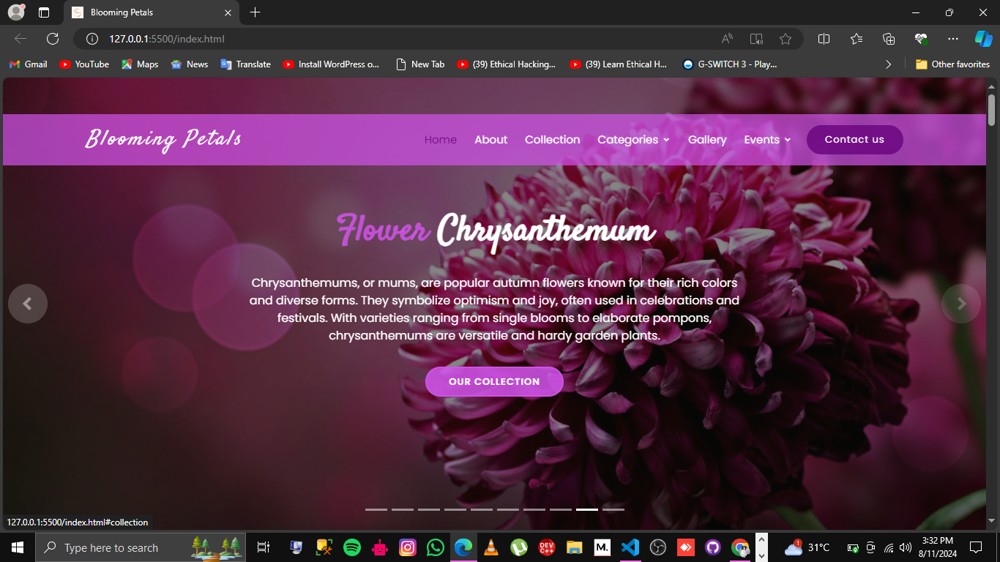 Blooming Petals
127.0.0.1:5500/index.html
Gmail YouTube Maps News Translate Install WordPress o... New Tab (39) Ethical Hacking... (39) Learn Ethical H... G-SWITCH 3 - Play... Other favorites
Blooming Petals Home About Collection Categories Gallery Events Contact us
Flower Chrysanthemum
Chrysanthemums, or mums, are popular autumn flowers known for their rich colors
and diverse forms. They symbolize optimism and joy, often used in celebrations and
festivals. With varieties ranging from single blooms to elaborate pompons,
chrysanthemums are versatile and hardy garden plants.
OUR COLLECTION
127.0.0.1:5500/index.html#collection
Type here to search DEV C++ M. 1 31°C 3:32 PM
8/11/2024